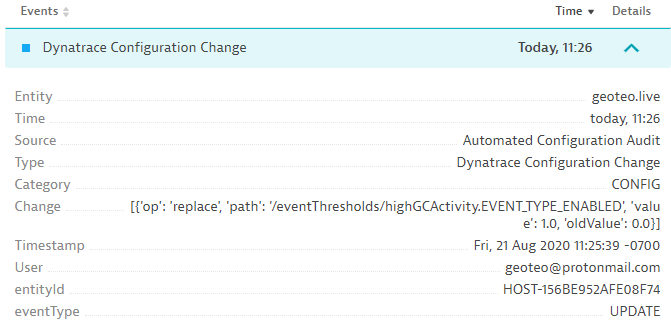 Events Time Details
Dynatrace Configuration Change Today, 11:26
Entity geoteo.live
Time today, 11:26
Source Automated Configuration Audit
Type Dynatrace Configuration Change
Category CONFIG
Change [{'op': 'replace', 'path': '/eventThresholds/highGCActivity.EVENT_TYPE_ENABLED', 'valu
e': 1.0, 'oldValue': 0.0}]
Timestamp Fri, 21 Aug 2020 11:25:39 -0700
User geoteo@protonmail.com
entityId HOST-156BE952AFE08F74
eventType UPDATE